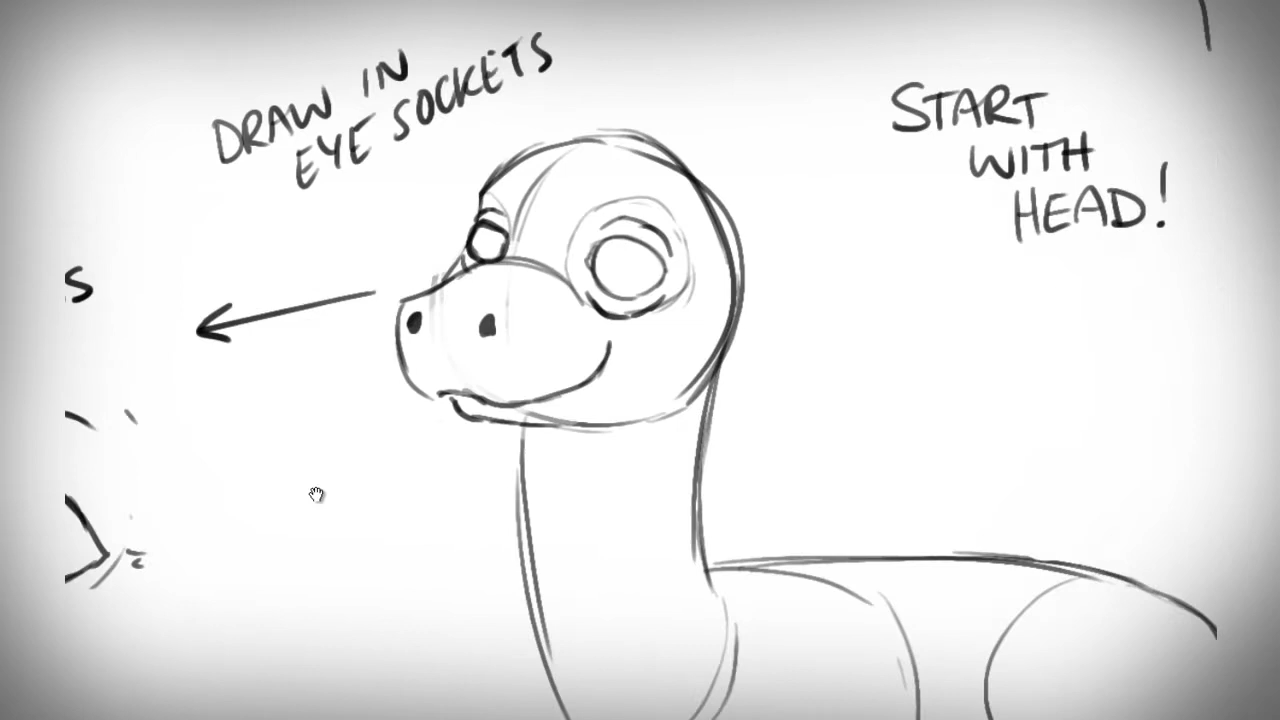 DRAW IN
EYE SOCKETS
START
WITH
HEAD!
S